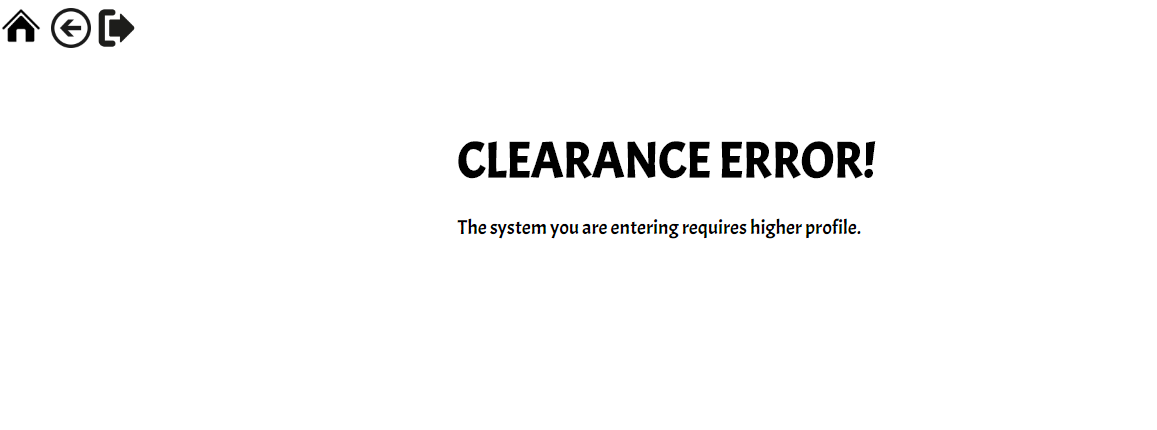 CLEARANCE ERROR!
The system you are entering requires higher profile.